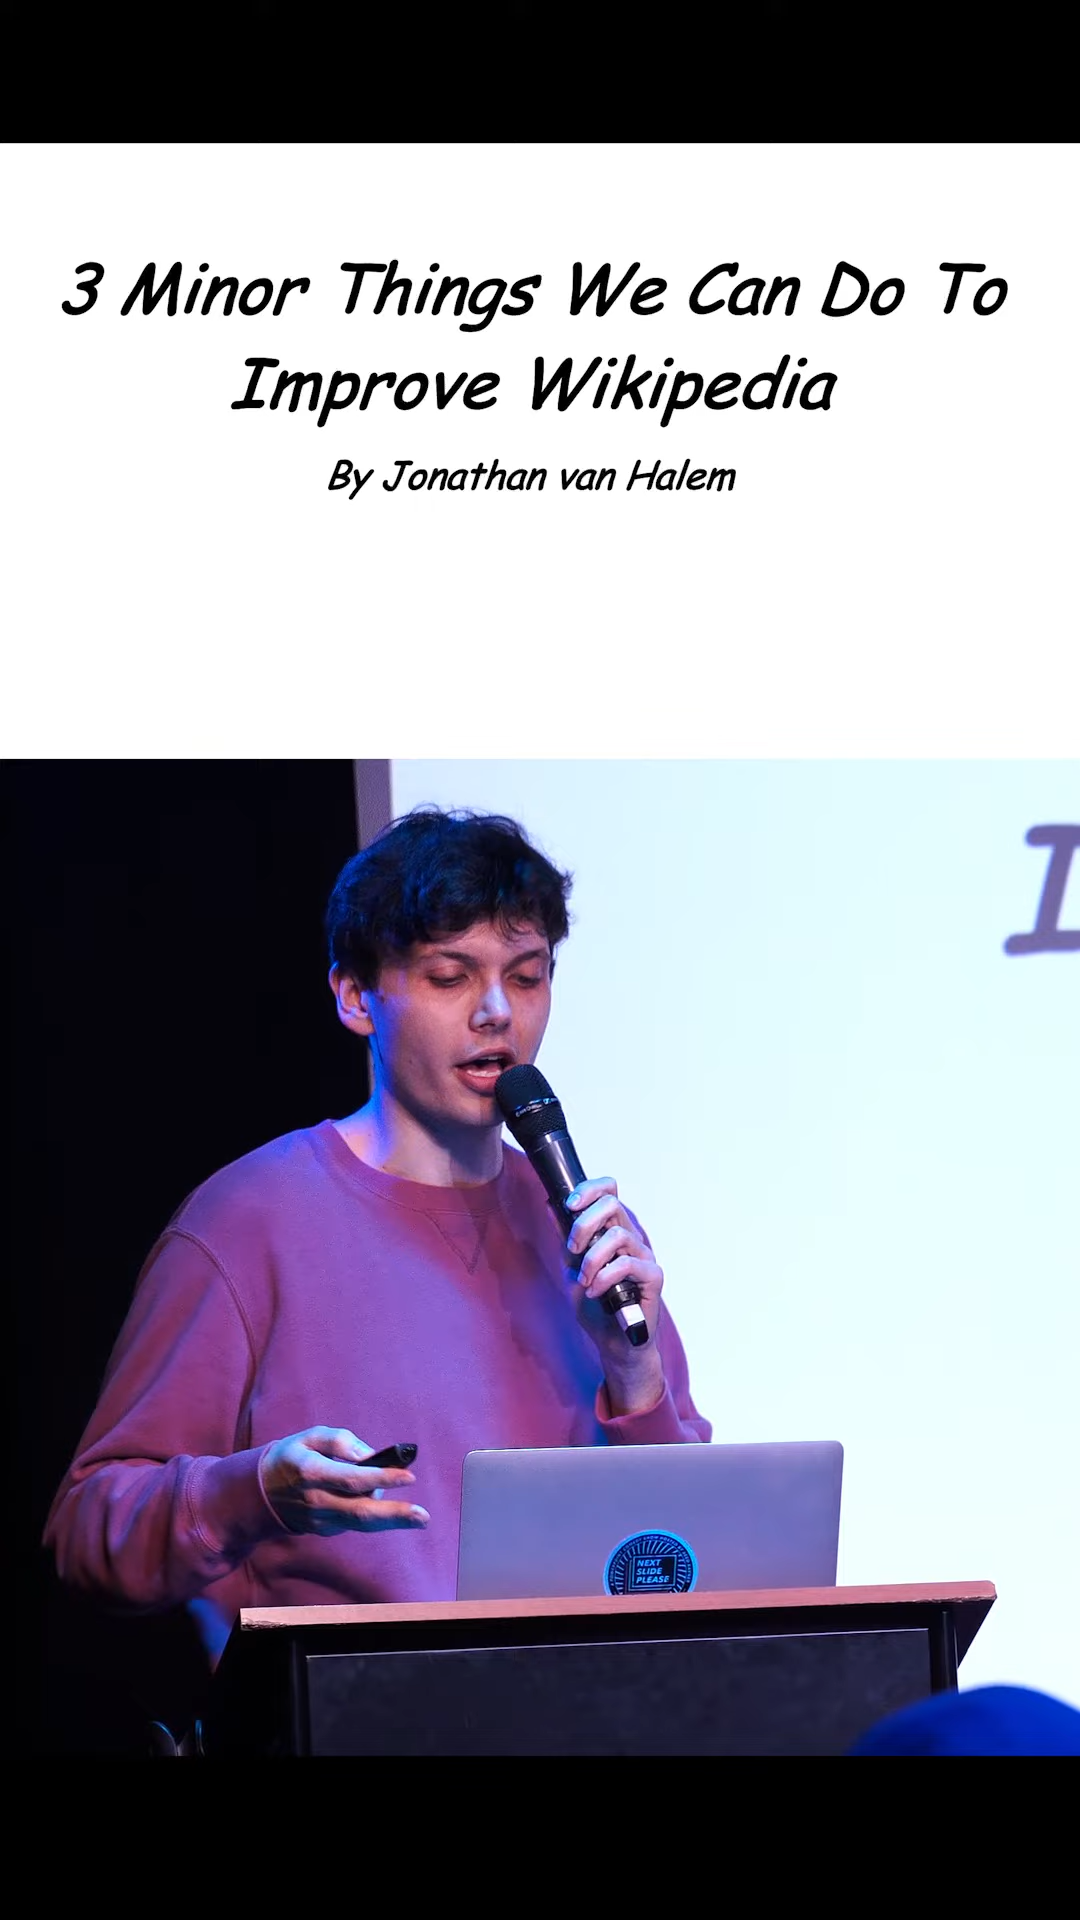 3 Minor Things We Can Do To
Improve Wikipedia
By Jonathan van Halem
I
NEXT
SLIDE
PLEASE